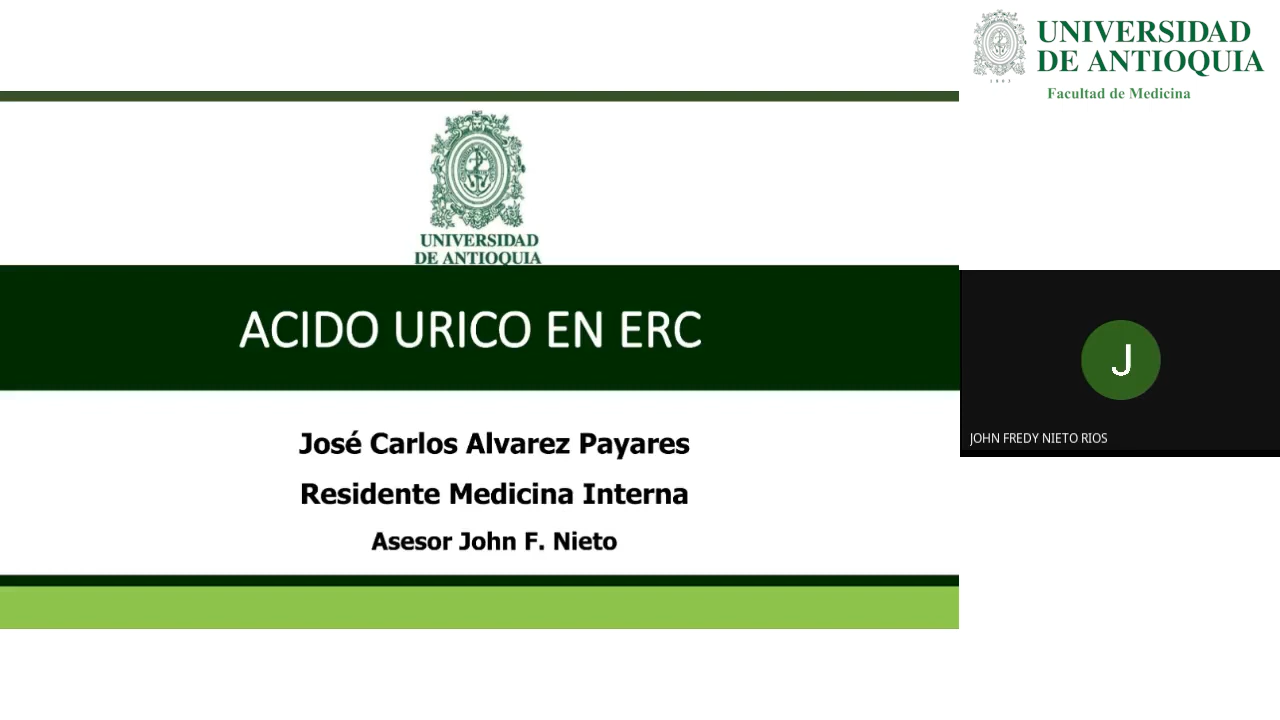 UNIVERSIDAD
DE ANTIOQUIA
1803
Facultad de Medicina
UNIVERSIDAD
DE ANTIOQUIA
ACIDO URICO EN ERC
José Carlos Alvarez Payares
Residente Medicina Interna
Asesor John F. Nieto
J
JOHN FREDY NIETO RIOS